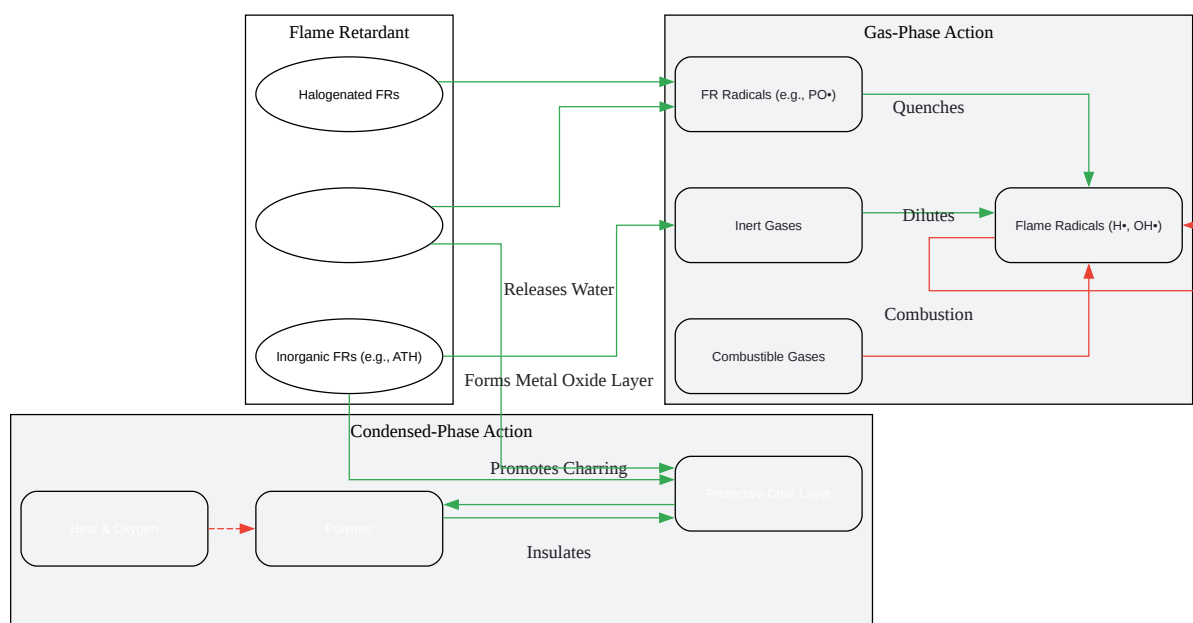 Flame Retardant
Gas-Phase Action
Halogenated FRs
FR Radicals (e.g., PO•)
Quenches
Inert Gases
Dilutes
Flame Radicals (H•, OH•)
Releases Water
Combustion
Inorganic FRs (e.g., ATH)
Combustible Gases
Forms Metal Oxide Layer
Condensed-Phase Action
Promotes Charring
Protective Char Layer
Heat & Oxygen
Polymer
Insulates